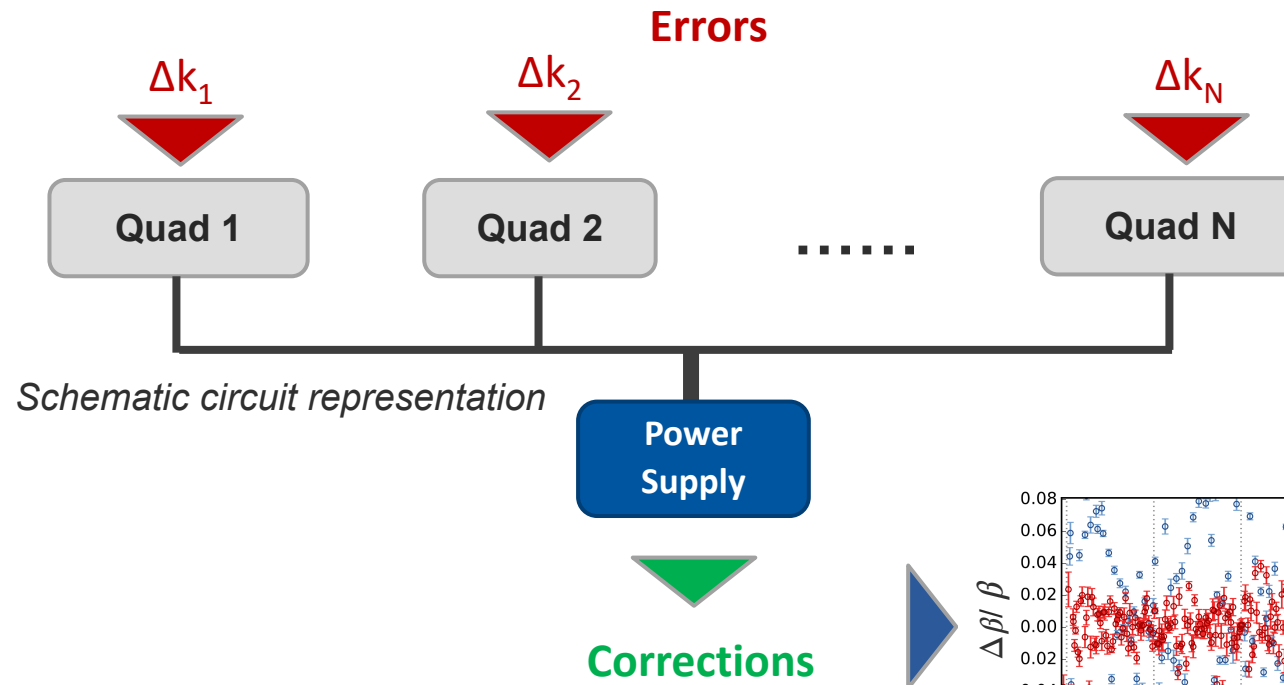 Errors
Δk1 Δk2 ΔkN
Quad 1 Quad 2 ...... Quad N
Schematic circuit representation
Power
Supply
Corrections
0.08
0.06
0.04
0.02
0.00
0.02
Δβ/ β